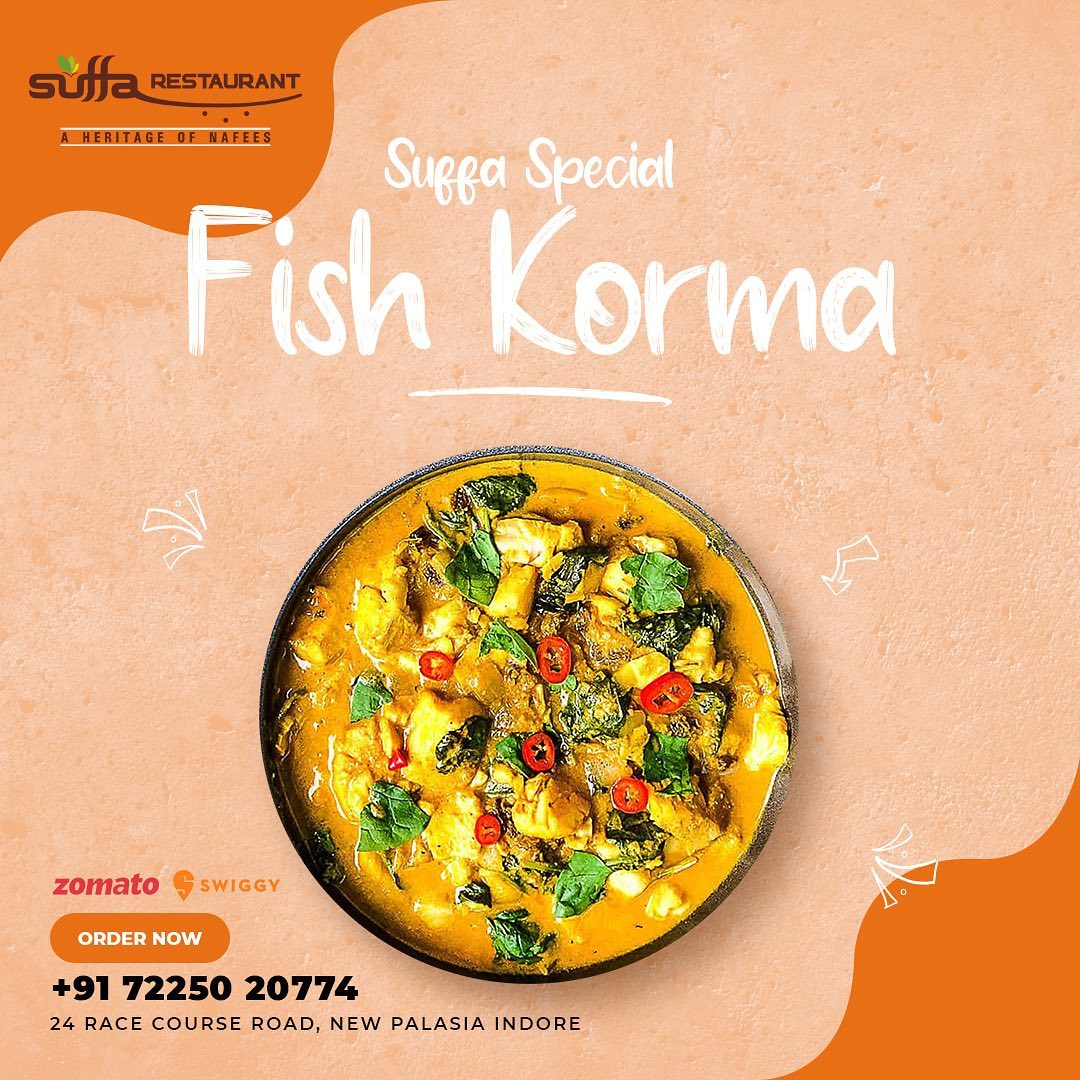 Suffa RESTAURANT
A HERITAGE OF NAFEES
Suffa Special
Fish Korma
zomato SWIGGY
ORDER NOW
+91 72250 20774
24 RACE COURSE ROAD, NEW PALASIA INDORE